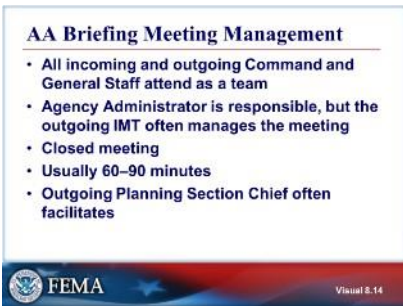 AA Briefing Meeting Management
• All incoming and outgoing Command and
General Staff attend as a team
• Agency Administrator is responsible, but the
outgoing IMT often manages the meeting
• Closed meeting
• Usually 60–90 minutes
• Outgoing Planning Section Chief often
facilitates
FEMA
Visual 8.14